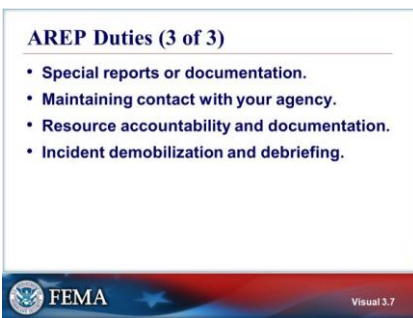 AREP Duties (3 of 3)
• Special reports or documentation.
• Maintaining contact with your agency.
• Resource accountability and documentation.
• Incident demobilization and debriefing.
FEMA
Visual 3.7